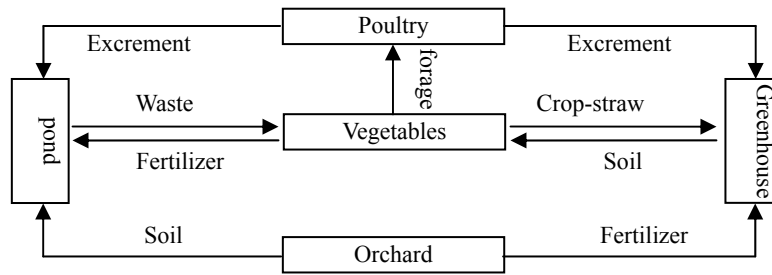 Poultry
Excrement
Excrement
forage
pond
Waste
Crop-straw
Greenhouse
Vegetables
Fertilizer
Soil
Soil
Orchard
Fertilizer